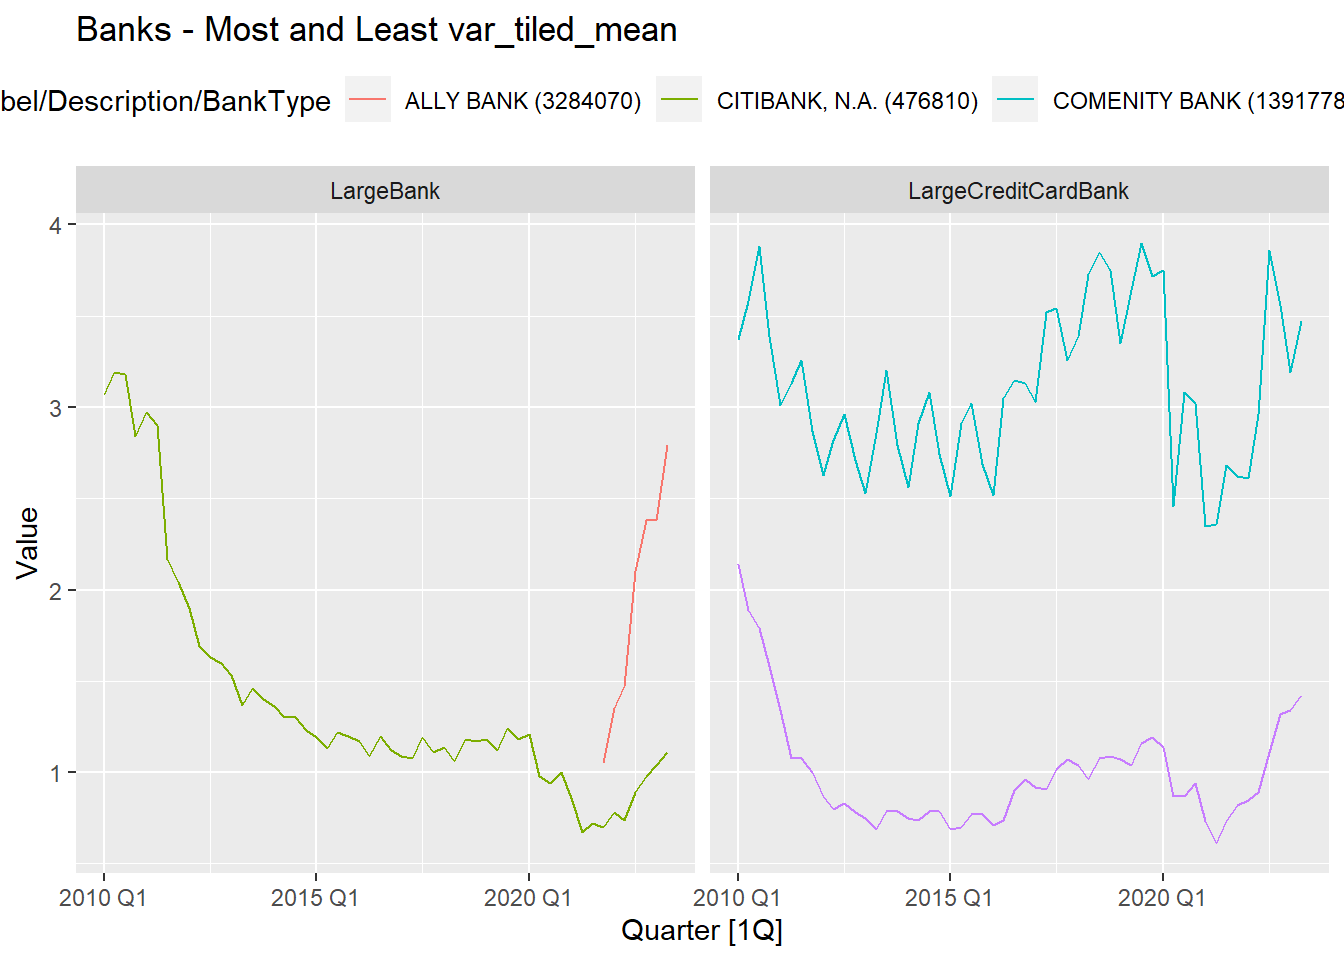 Banks - Most and Least var_tiled_mean
bel/Description/BankType ALLY BANK (3284070) CITIBANK, N.A. (476810) COMENITY BANK (1391778
LargeBank LargeCreditCardBank
4
3
2
1
Value
2010 Q1 2015 Q1 2020 Q1 2010 Q1 2015 Q1 2020 Q1
Quarter [1Q]